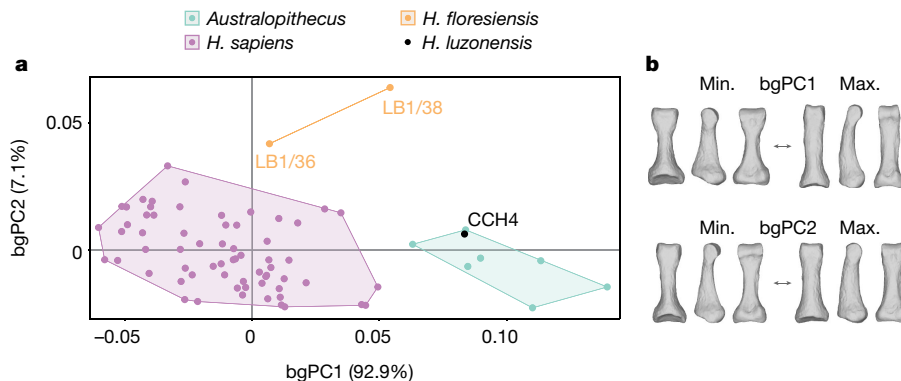 Australopithecus
H. floresiensis
H. sapiens
H. luzonensis
a
b
0.05
0
bgPC2 (7.1%)
LB1/38
LB1/36
CCH4
−0.05
0
0.05
0.10
bgPC1 (92.9%)
Min. bgPC1 Max.
Min. bgPC2 Max.